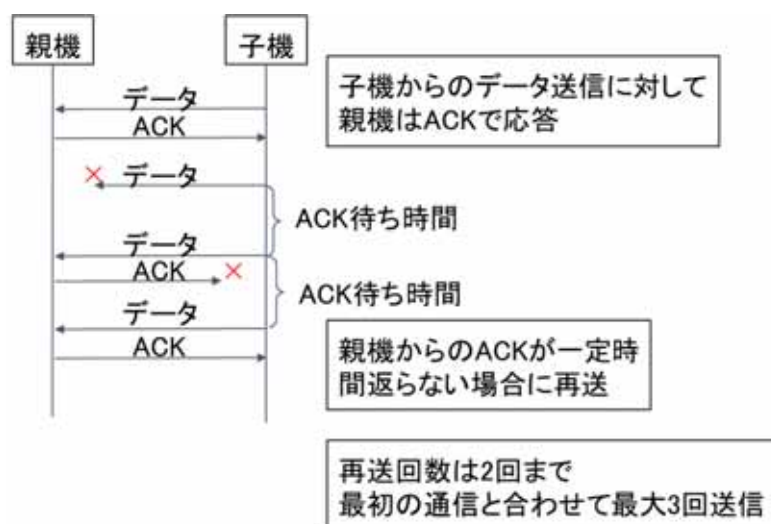 親機
子機
データ
ACK
子機からのデータ送信に対して
親機はACKで応答
データ
ACK待ち時間
データ
ACK
ACK待ち時間
データ
ACK
親機からのACKが一定時
間返らない場合に再送
再送回数は2回まで
最初の通信と合わせて最大3回送信